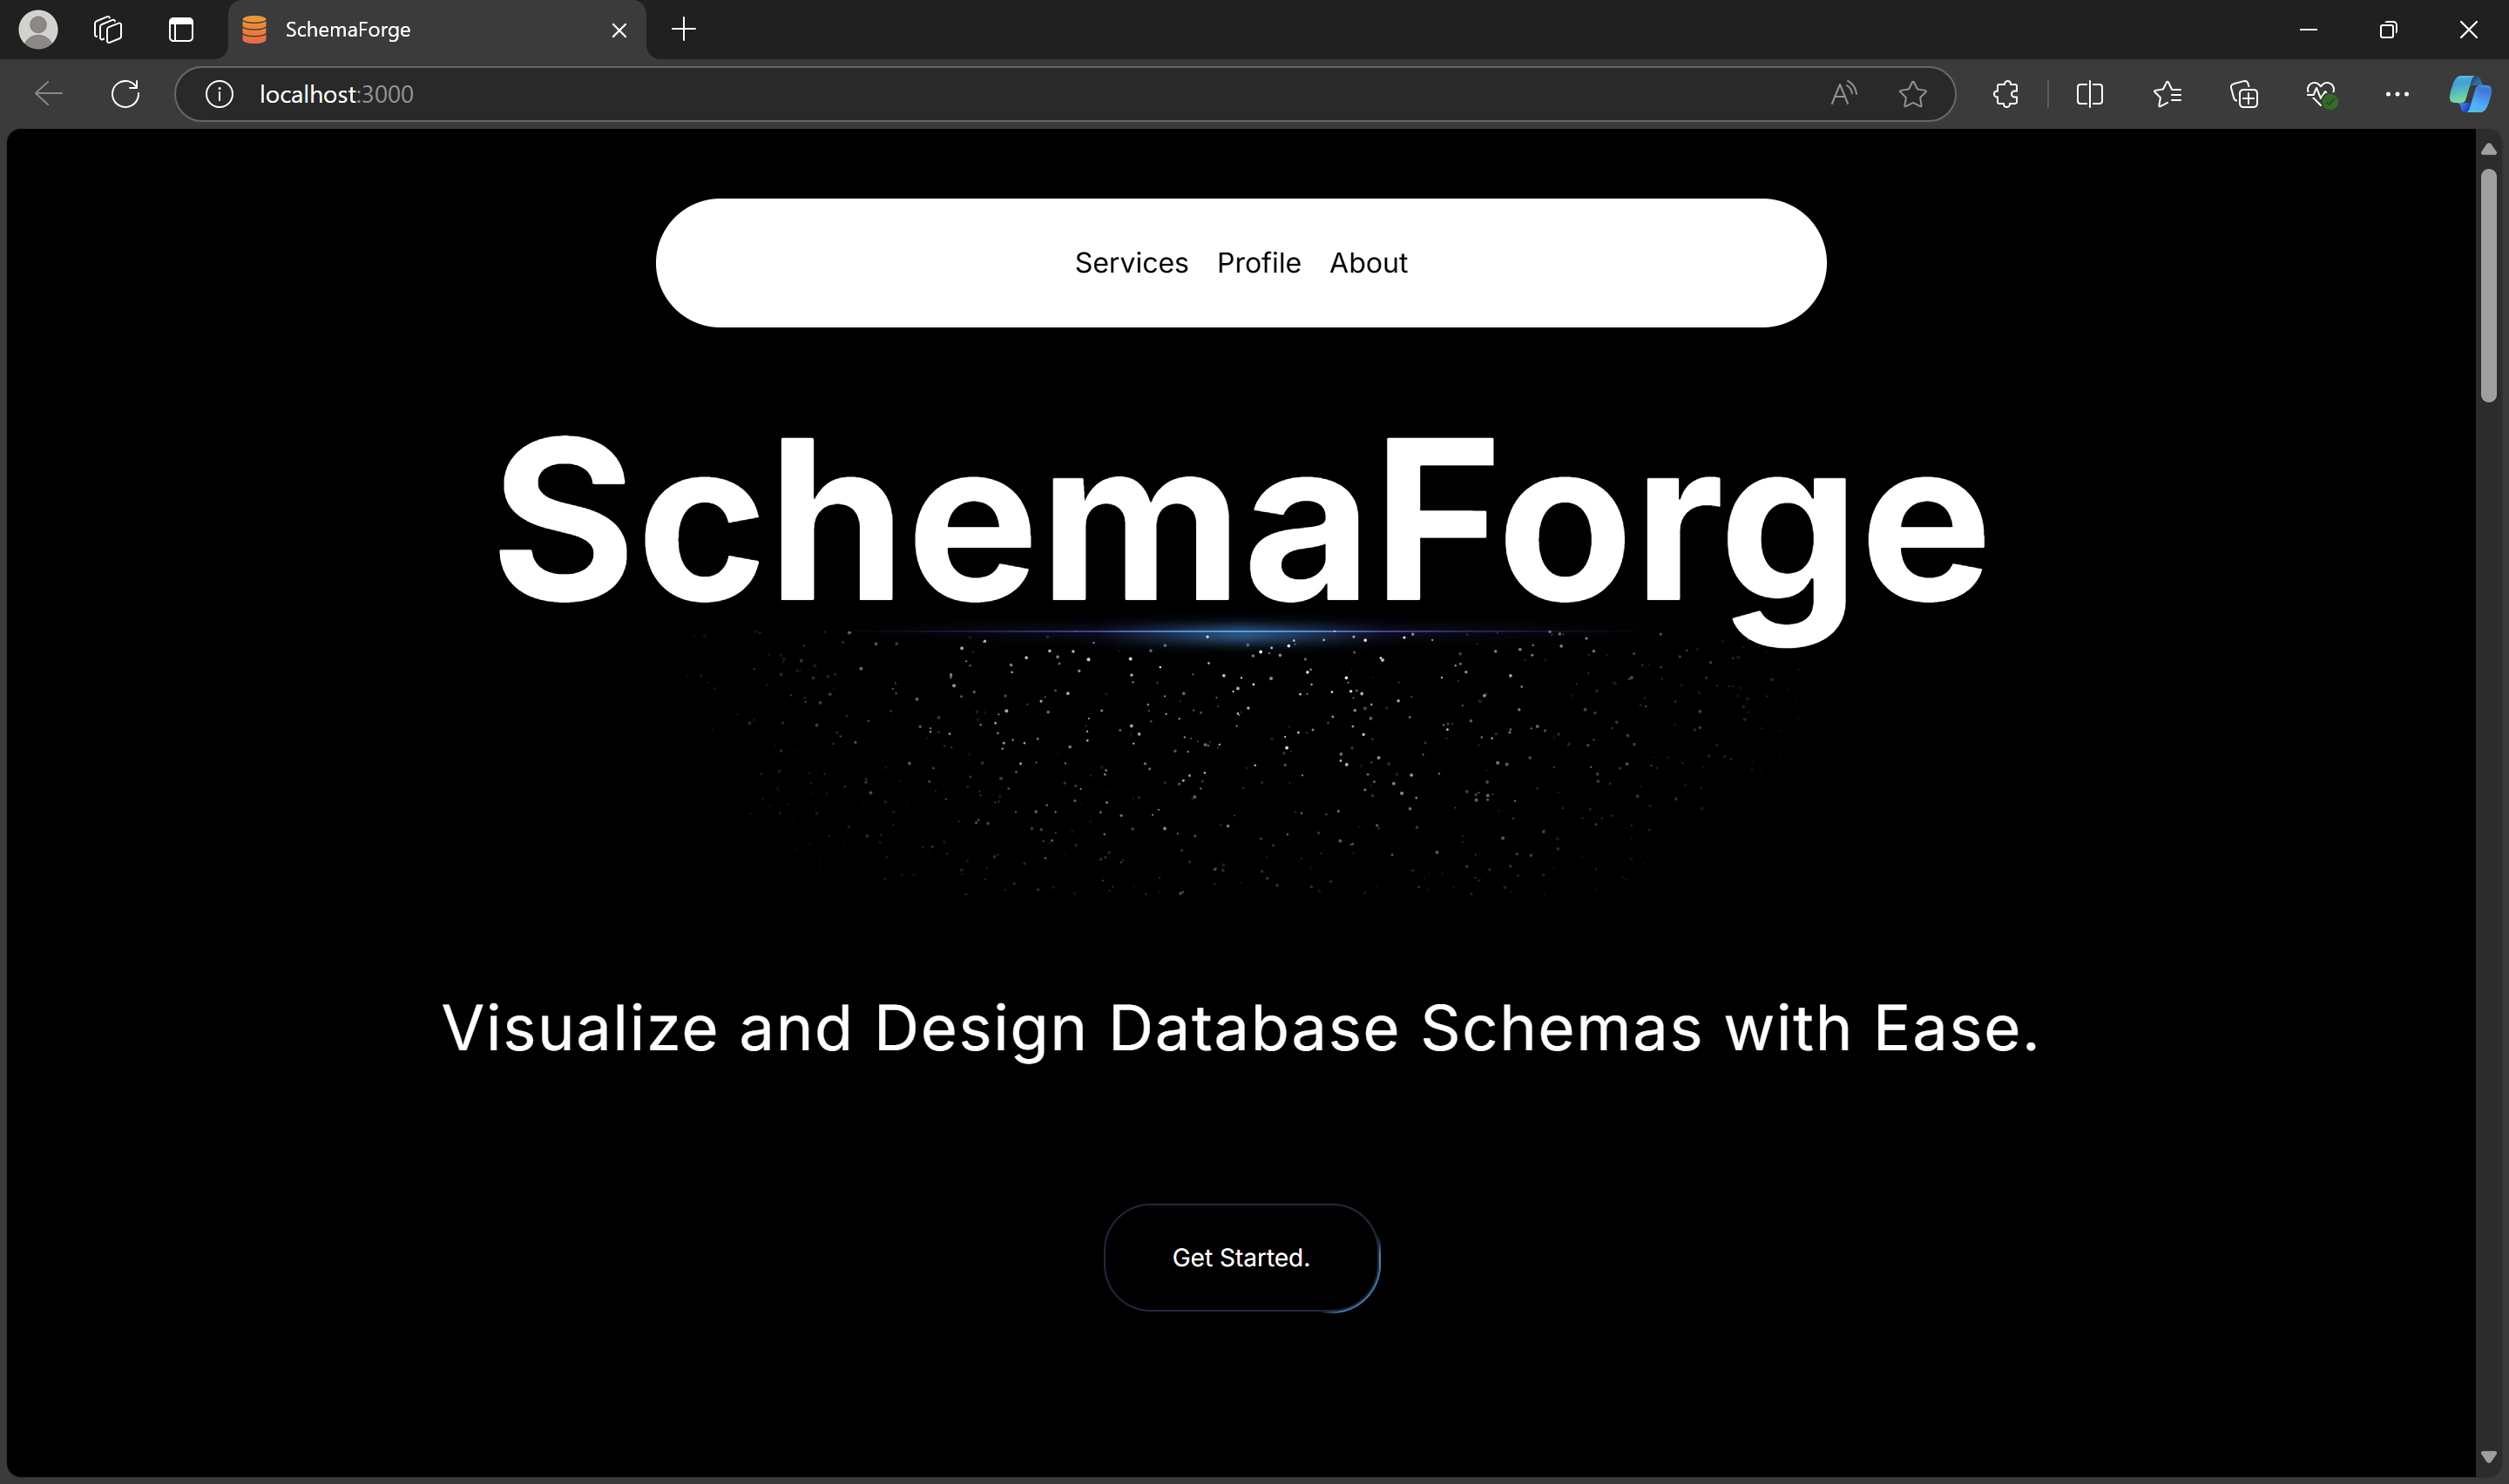 SchemaForge
localhost:3000
Services Profile About
SchemaForge
Visualize and Design Database Schemas with Ease.
Get Started.